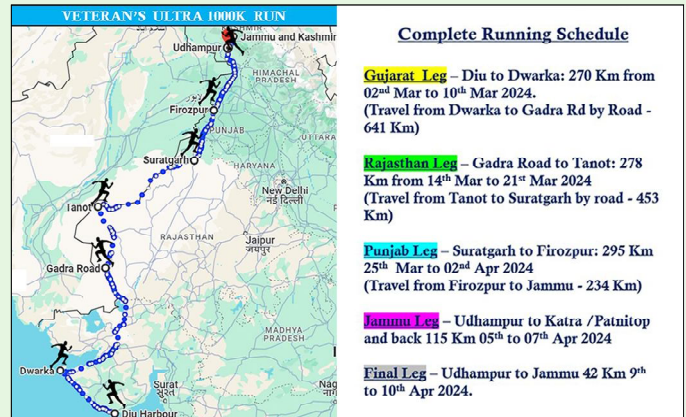 VETERAN'S ULTRA 1000K RUN
Jammu and Kashmir
Udhampur
HIMACHAL
PRADESH
Firozpur
PUNJAB
Suratgarh
HARYANA
New Delhi
नई दिल्ली
Tanot
RAJASTHAN
Jaipur
जयपुर
Gadra Road
MADHYA
PRADESH
Dwarka
Surat
સુરત
Diu Harbour
Complete Running Schedule
Gujarat Leg – Diu to Dwarka: 270 Km from
02nd Mar to 10th Mar 2024.
(Travel from Dwarka to Gadra Rd by Road -
641 Km)
Rajasthan Leg – Gadra Road to Tanot: 278
Km from 14th Mar to 21st Mar 2024
(Travel from Tanot to Suratgarh by road - 453
Km)
Punjab Leg – Suratgarh to Firozpur: 295 Km
25th Mar to 02nd Apr 2024
(Travel from Firozpur to Jammu - 234 Km)
Jammu Leg – Udhampur to Katra /Patnitop
and back 115 Km 05th to 07th Apr 2024
Final Leg – Udhampur to Jammu 42 Km 9th
to 10th Apr 2024.